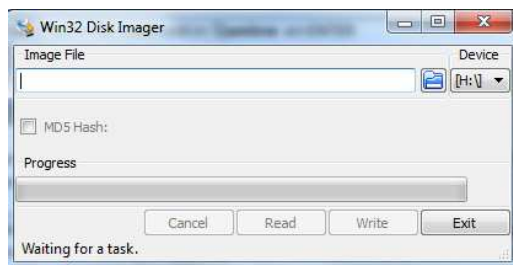 Win32 Disk Imager
Image File
Device
[H:\]
MD5 Hash:
Progress
Cancel Read Write Exit
Waiting for a task.